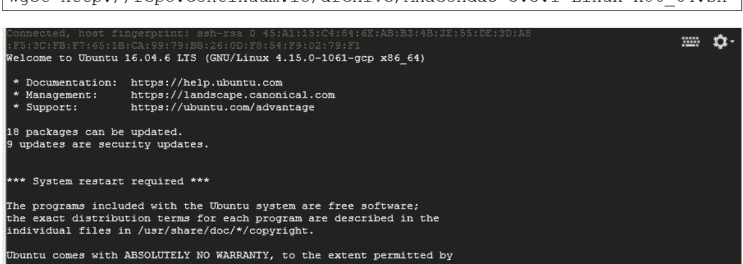 Connected, host fingerprint: ssh-rsa 0 45:A1:15:C4:84:6E:AB:B3:4B:2E:55:DE:3D:A8
:F5:3C:FB:F7:65:1B:CA:99:79:BB:26:0D:F8:54:F9:02:79:F1
Welcome to Ubuntu 16.04.6 LTS (GNU/Linux 4.15.0-1061-gcp x86_64)
* Documentation: https://help.ubuntu.com
* Management: https://landscape.canonical.com
* Support: https://ubuntu.com/advantage
18 packages can be updated.
9 updates are security updates.
*** System restart required ***
The programs included with the Ubuntu system are free software;
the exact distribution terms for each program are described in the
individual files in /usr/share/doc/*/copyright.
Ubuntu comes with ABSOLUTELY NO WARRANTY, to the extent permitted by